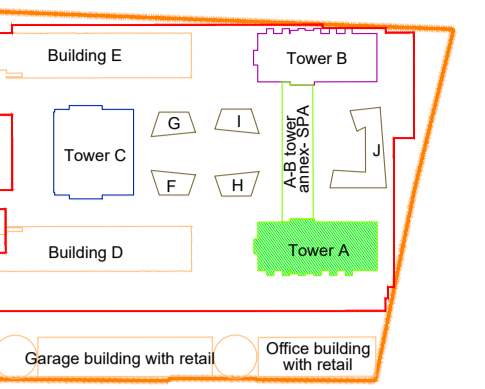 Building E
Tower B
G
I
Tower C
A-B tower
annex- SPA
J
F
H
Building D
Tower A
Garage building with retail
Office building
with retail